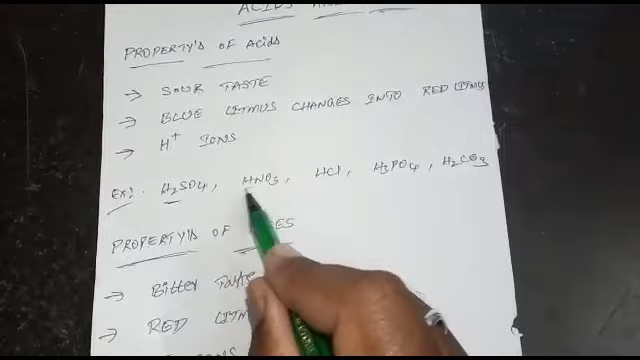 ACIDS
PROPERTY'S OF ACIDS
→ SOUR TASTE
→ BLUE LITMUS CHANGES INTO RED LITMUS
→ H⁺ IONS
Ex: H₂SO₄, HNO₃, HCl, H₃PO₄, H₂CO₃
PROPERTY'S OF
→ Bitter Taste
→ RED